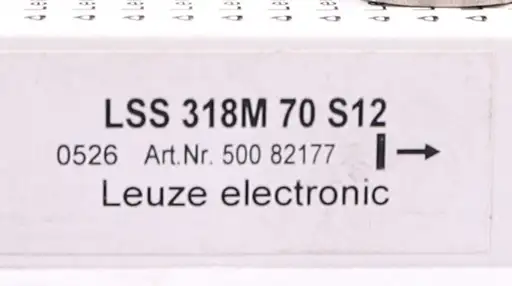 LSS 318M 70 S12
0526 Art.Nr. 500 82177
Leuze electronic